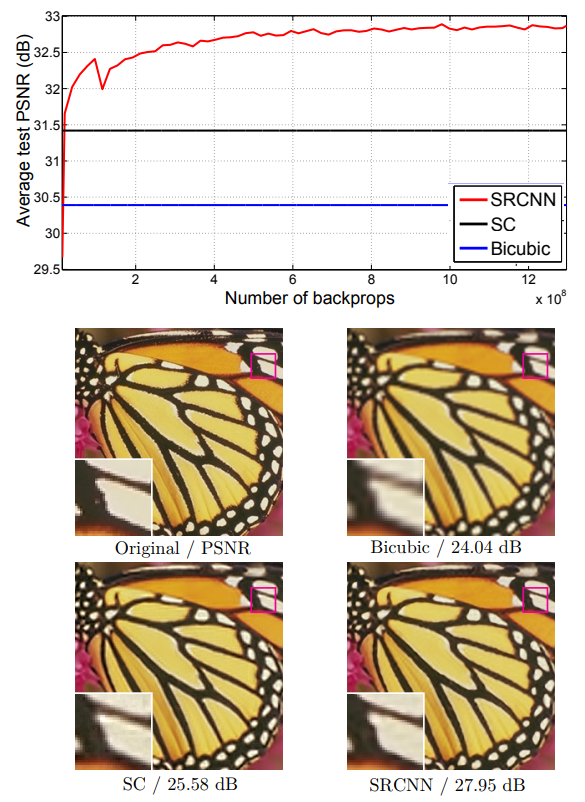 33
32.5
32
31.5
31
30.5
30
29.5
Average test PSNR (dB)
SRCNN
SC
Bicubic
2 4 6 8 10 12
Number of backprops
x 10⁸
Original / PSNR
Bicubic / 24.04 dB
SC / 25.58 dB
SRCNN / 27.95 dB